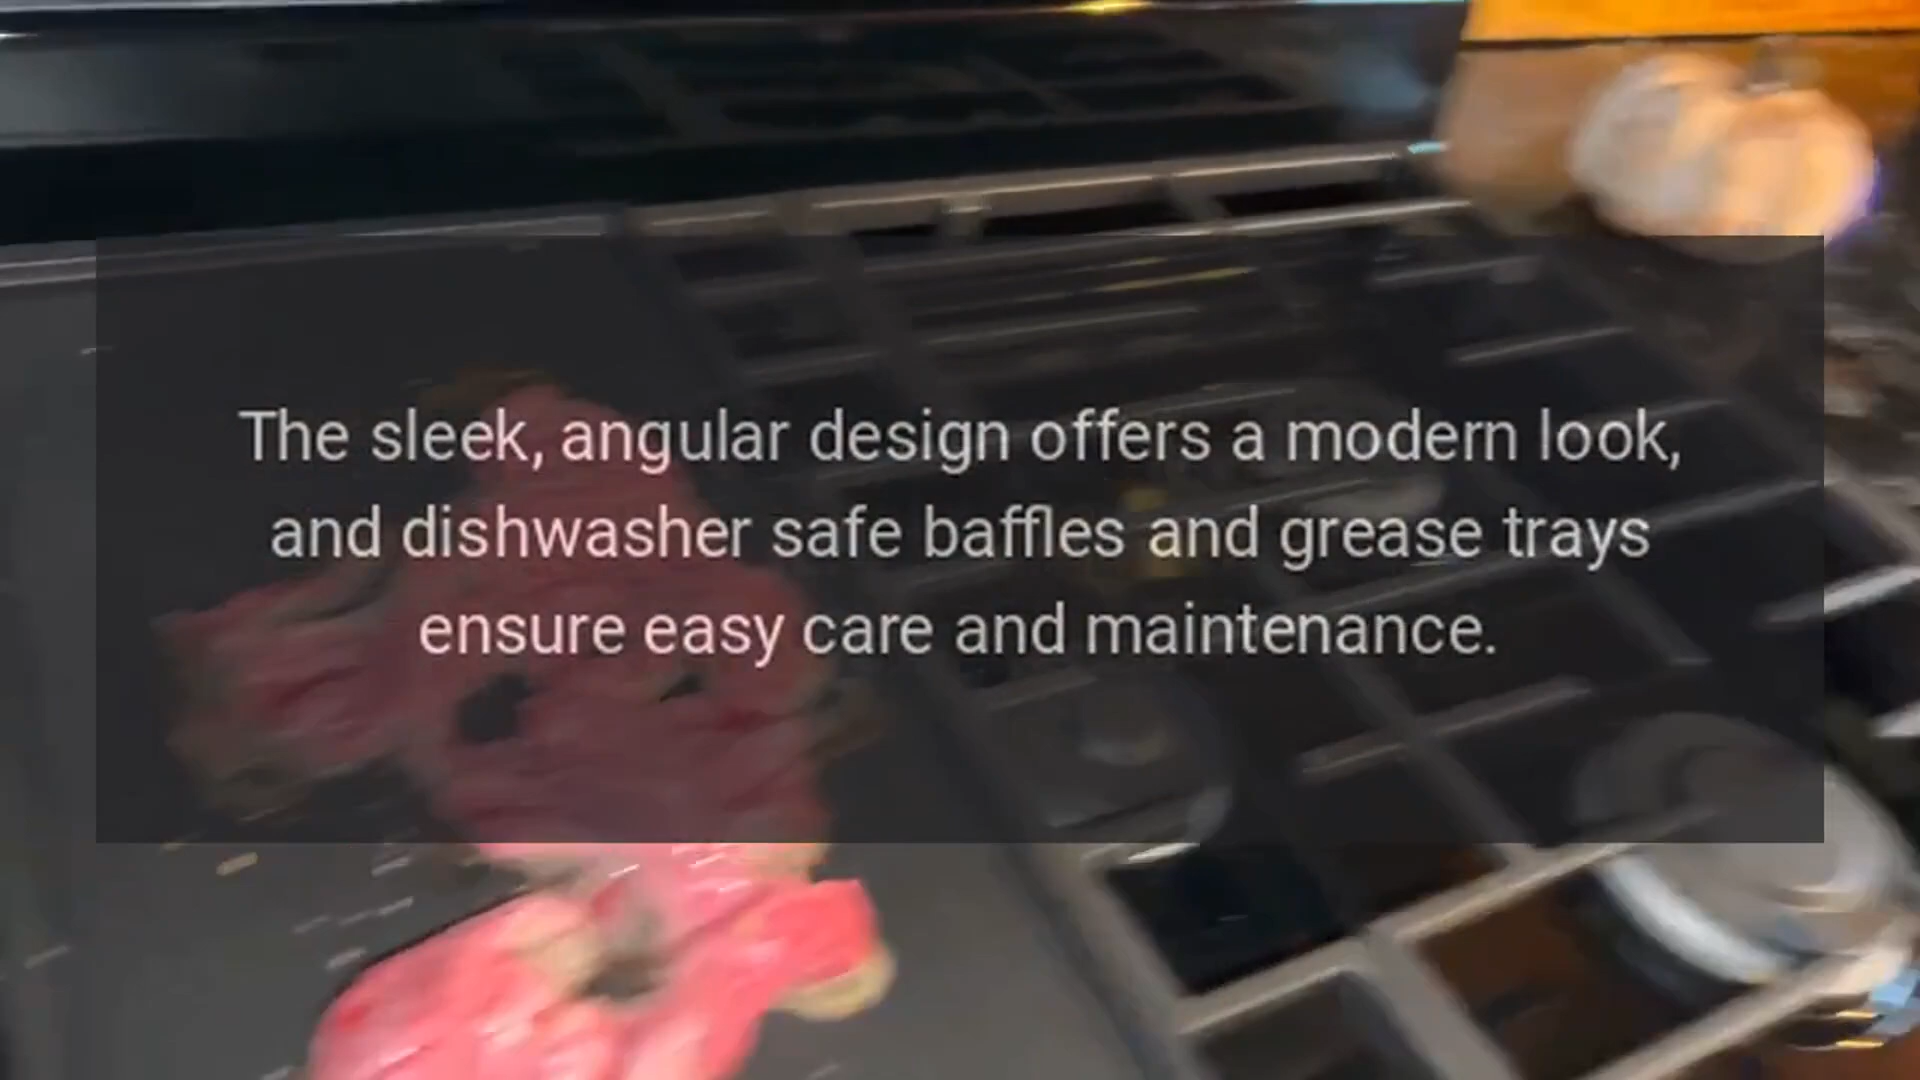 The sleek, angular design offers a modern look,
and dishwasher safe baffles and grease trays
ensure easy care and maintenance.